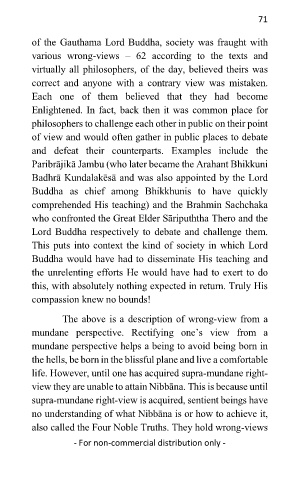 71
of the Gauthama Lord Buddha, society was fraught with
various wrong-views – 62 according to the texts and
virtually all philosophers, of the day, believed theirs was
correct and anyone with a contrary view was mistaken.
Each one of them believed that they had become
Enlightened. In fact, back then it was common place for
philosophers to challenge each other in public on their point
of view and would often gather in public places to debate
and defeat their counterparts. Examples include the
Paribrājikā Jambu (who later became the Arahant Bhikkuni
Badhrā Kundalakēsā and was also appointed by the Lord
Buddha as chief among Bhikkhunis to have quickly
comprehended His teaching) and the Brahmin Sachchaka
who confronted the Great Elder Sāripuththa Thero and the
Lord Buddha respectively to debate and challenge them.
This puts into context the kind of society in which Lord
Buddha would have had to disseminate His teaching and
the unrelenting efforts He would have had to exert to do
this, with absolutely nothing expected in return. Truly His
compassion knew no bounds!
The above is a description of wrong-view from a
mundane perspective. Rectifying one’s view from a
mundane perspective helps a being to avoid being born in
the hells, be born in the blissful plane and live a comfortable
life. However, until one has acquired supra-mundane right-
view they are unable to attain Nibbāna. This is because until
supra-mundane right-view is acquired, sentient beings have
no understanding of what Nibbāna is or how to achieve it,
also called the Four Noble Truths. They hold wrong-views
- For non-commercial distribution only -